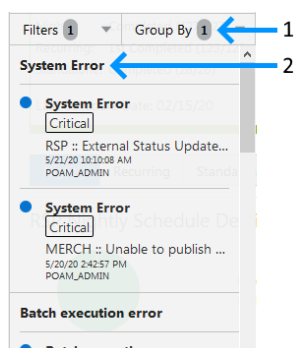 Filters 1 Group By 1 1
System Error 2
System Error
Critical
RSP :: External Status Update...
5/21/20 10:10:08 AM
POAM_ADMIN
System Error
Critical
MERCH :: Unable to publish ...
5/20/20 2:42:57 PM
POAM_ADMIN
Batch execution error